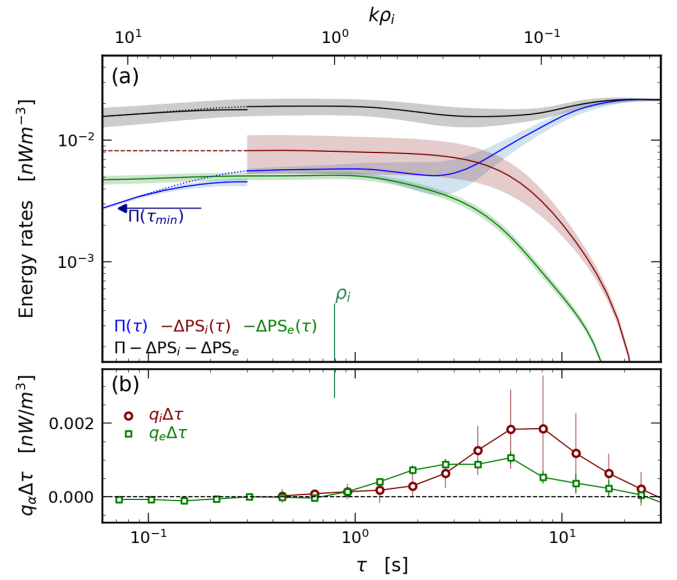 kρᵢ
10¹ 10⁰ 10⁻¹
(a)
Energy rates [nWm⁻³]
10⁻²
10⁻³
Π(τₘᵢₙ)
ρᵢ
Π(τ) −ΔPSᵢ(τ) −ΔPSₑ(τ)
Π − ΔPSᵢ − ΔPSₑ
(b)
q_αΔτ [nW/m³]
0.002
0.000
qᵢΔτ
qₑΔτ
10⁻¹ 10⁰ 10¹
τ [s]